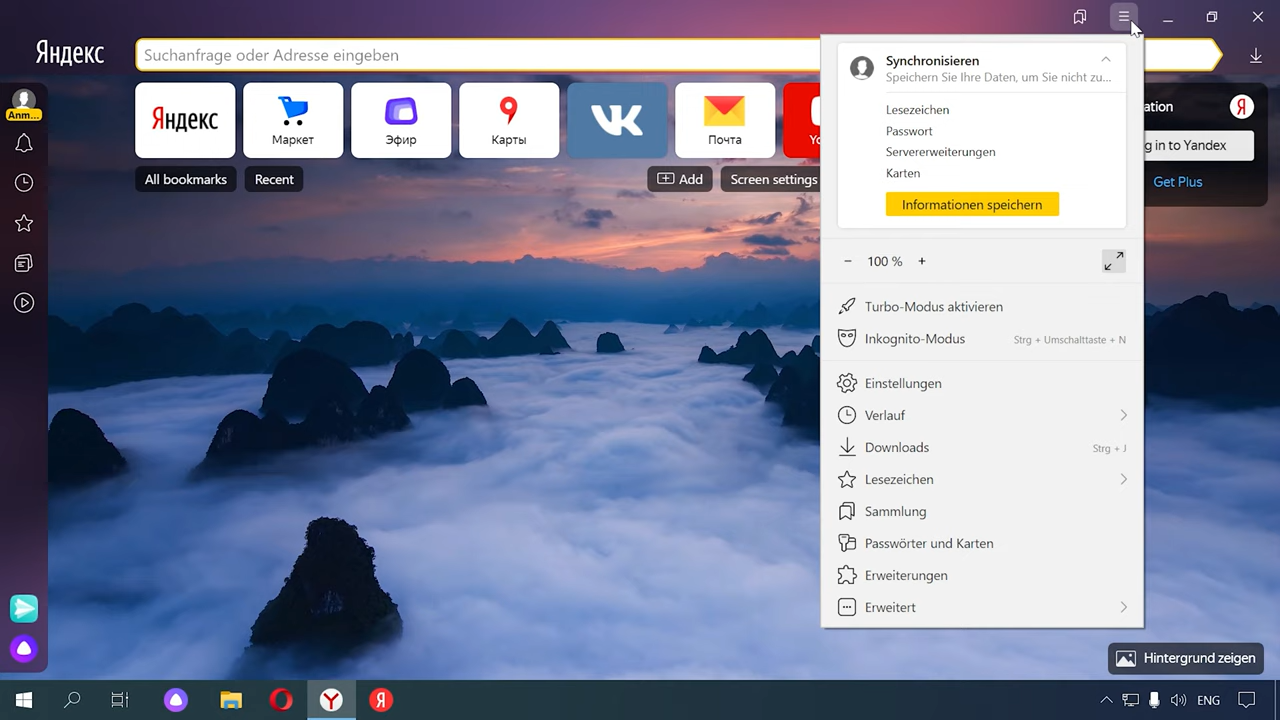 Яндекс
Suchanfrage oder Adresse eingeben
Anm...
Яндекс
Маркет
Эфир
Карты
Почта
Yo
All bookmarks
Recent
Add
Screen settings
ation
Я
g in to Yandex
Get Plus
Synchronisieren
Speichern Sie Ihre Daten, um Sie nicht zu...
Lesezeichen
Passwort
Servererweiterungen
Karten
Informationen speichern
− 100 % +
Turbo-Modus aktivieren
Inkognito-Modus Strg + Umschalttaste + N
Einstellungen
Verlauf
Downloads Strg + J
Lesezeichen
Sammlung
Passwörter und Karten
Erweiterungen
Erweitert
Hintergrund zeigen
Я
ENG